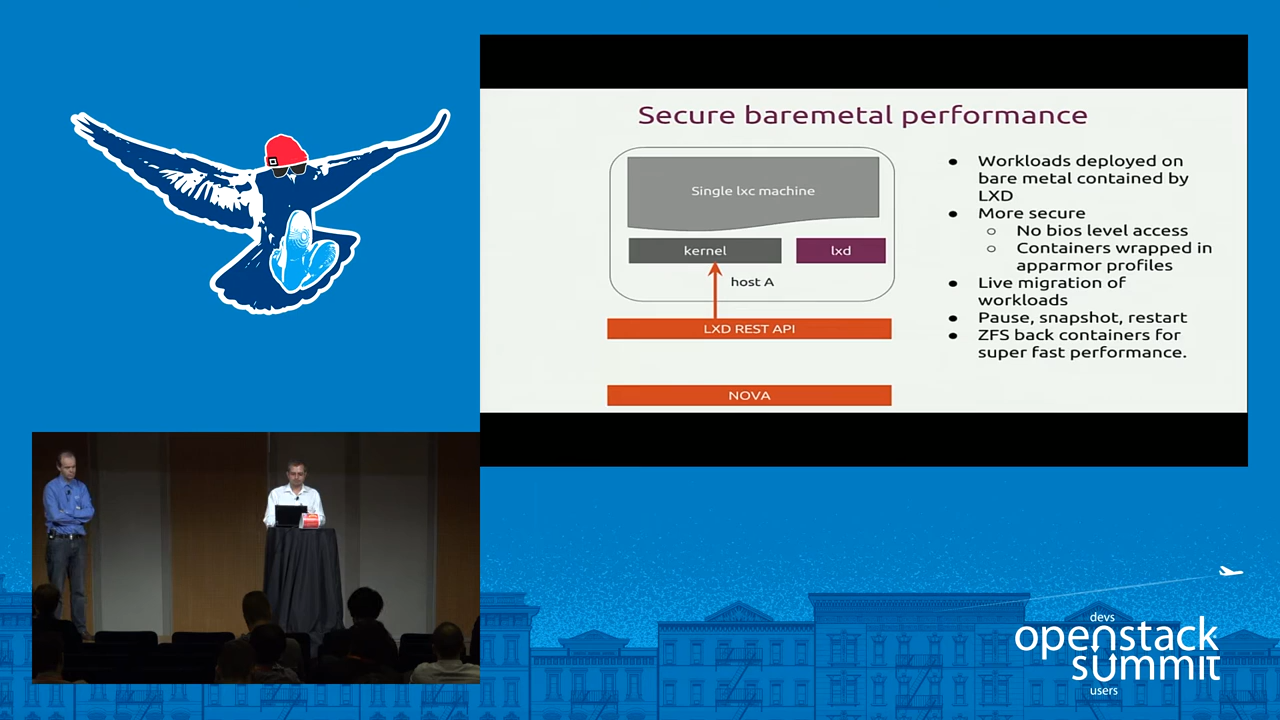 Secure baremetal performance
Single lxc machine
kernel
lxd
host A
LXD REST API
NOVA
● Workloads deployed on
bare metal contained by
LXD
● More secure
○ No bios level access
○ Containers wrapped in
apparmor profiles
● Live migration of
workloads
● Pause, snapshot, restart
● ZFS back containers for
super fast performance.
devs
openstack
summit
users